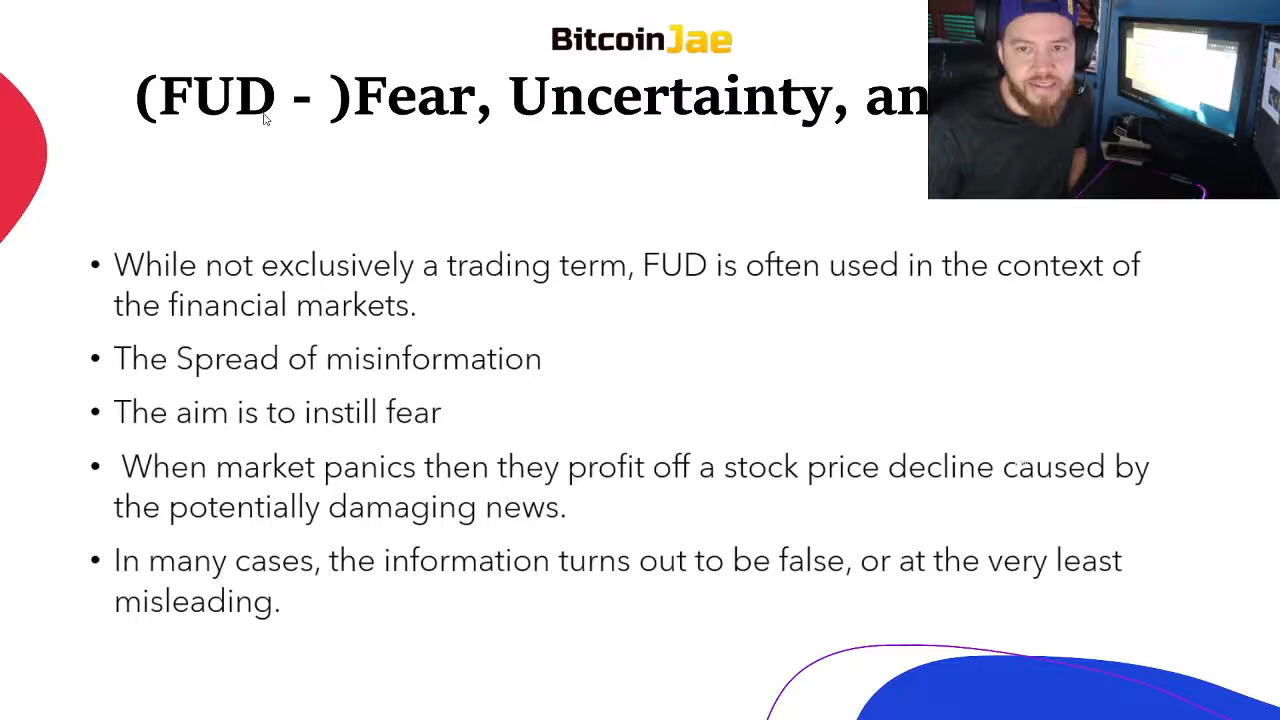 BitcoinJae
(FUD - )Fear, Uncertainty, an
• While not exclusively a trading term, FUD is often used in the context of
the financial markets.
• The Spread of misinformation
• The aim is to instill fear
• When market panics then they profit off a stock price decline caused by
the potentially damaging news.
• In many cases, the information turns out to be false, or at the very least
misleading.